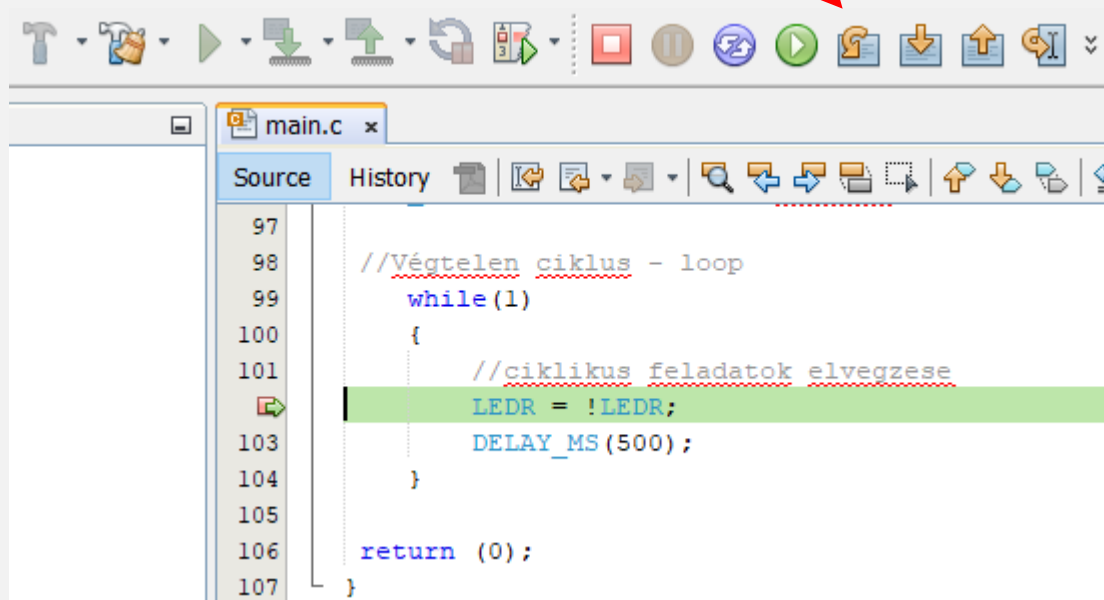 main.c x
Source History
97
98 //Végtelen ciklus - loop
99 while(1)
100 {
101 //ciklikus feladatok elvegzese
LEDR = !LEDR;
103 DELAY_MS(500);
104 }
105
106 return (0);
107 }